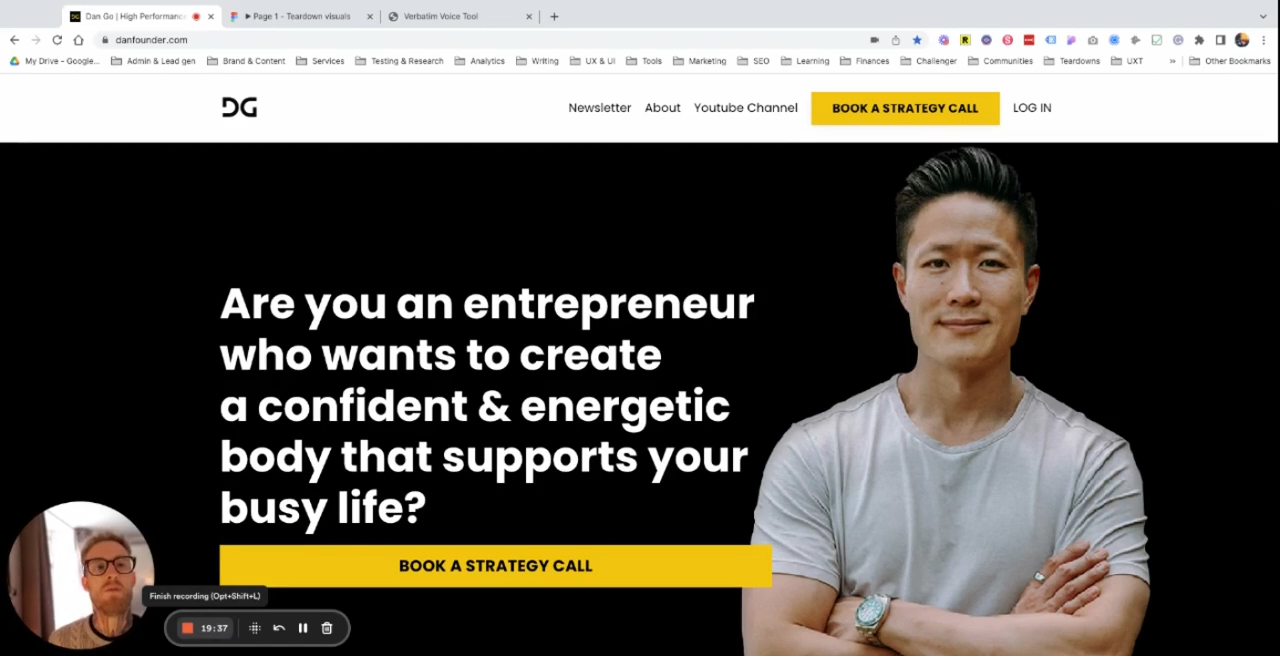 Dan Go | High Performance
Page 1 - Teardown visuals
Verbatim Voice Tool
danfounder.com
My Drive - Google...
Admin & Lead gen
Brand & Content
Services
Testing & Research
Analytics
Writing
UX & UI
Tools
Marketing
SEO
Learning
Finances
Challenger
Communities
Teardowns
UXT
»
Other Bookmarks
DG
Newsletter
About
Youtube Channel
BOOK A STRATEGY CALL
LOG IN
Are you an entrepreneur
who wants to create
a confident & energetic
body that supports your
busy life?
BOOK A STRATEGY CALL
Finish recording (Opt+Shift+L)
19:37